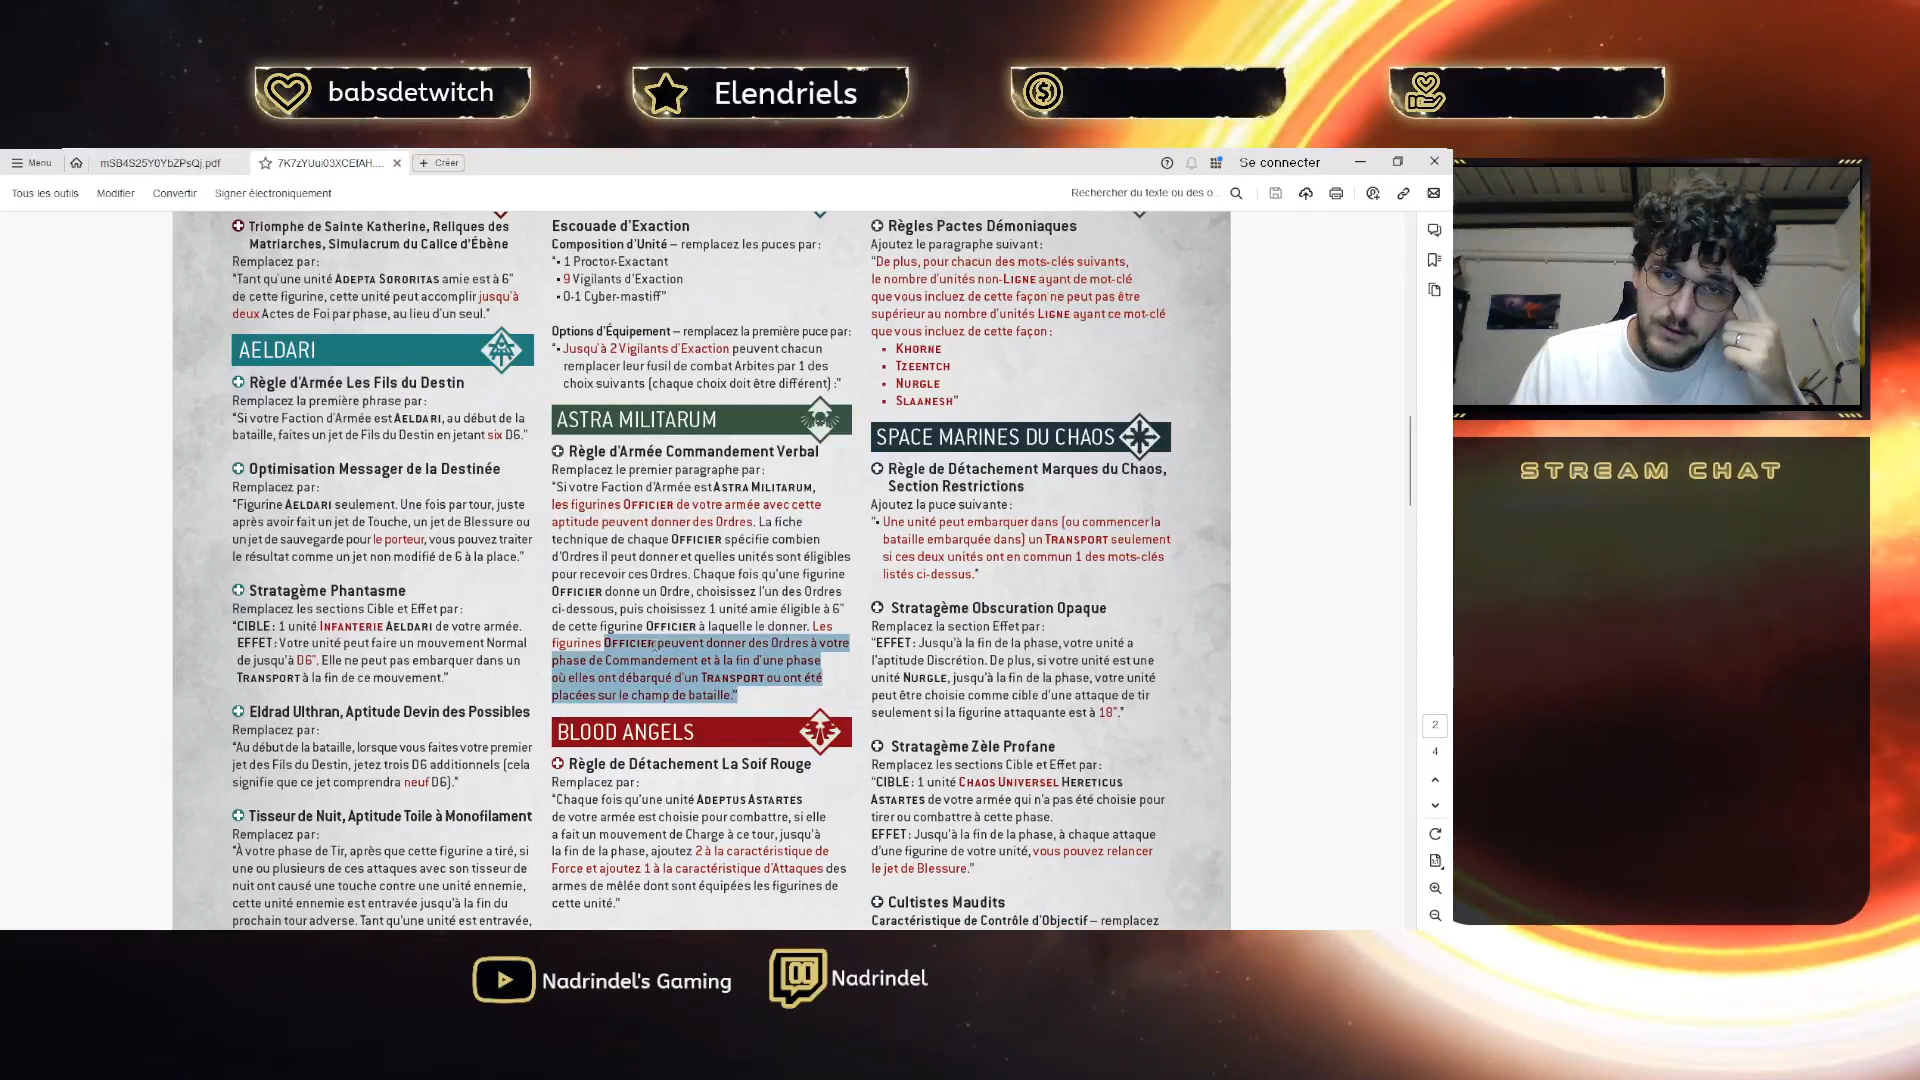 babsdetwitch
Elendriels
Menu
mSB4S25Y0YbZPsQj.pdf
7K7zYUui03XCEfAH....
Créer
Se connecter
Tous les outils
Modifier
Convertir
Signer électroniquement
Rechercher du texte ou des o...
Triomphe de Sainte Katherine, Reliques des
Matriarches, Simulacrum du Calice d'Ébène
Remplacez par :
“Tant qu'une unité ADEPTA SORORITAS amie est à 6"
de cette figurine, cette unité peut accomplir jusqu'à
deux Actes de Foi par phase, au lieu d'un seul.”
AELDARI
Règle d'Armée Les Fils du Destin
Remplacez la première phrase par :
“Si votre Faction d'Armée est AELDARI, au début de la
bataille, faites un jet de Fils du Destin en jetant six D6.”
Optimisation Messager de la Destinée
Remplacez par :
“Figurine AELDARI seulement. Une fois par tour, juste
après avoir fait un jet de Touche, un jet de Blessure ou
un jet de sauvegarde pour le porteur, vous pouvez traiter
le résultat comme un jet non modifié de 6 à la place.”
Stratagème Phantasme
Remplacez les sections Cible et Effet par :
“CIBLE : 1 unité INFANTERIE AELDARI de votre armée.
EFFET : Votre unité peut faire un mouvement Normal
de jusqu'à D6". Elle ne peut pas embarquer dans un
TRANSPORT à la fin de ce mouvement.”
Eldrad Ulthran, Aptitude Devin des Possibles
Remplacez par :
“Au début de la bataille, lorsque vous faites votre premier
jet des Fils du Destin, jetez trois D6 additionnels (cela
signifie que ce jet comprendra neuf D6).”
Tisseur de Nuit, Aptitude Toile à Monofilament
Remplacez par :
“À votre phase de Tir, après que cette figurine a tiré, si
une ou plusieurs de ces attaques avec son tisseur de
nuit ont causé une touche contre une unité ennemie,
cette unité ennemie est entravée jusqu'à la fin du
prochain tour adverse. Tant qu'une unité est entravée,
Escouade d'Exaction
Composition d'Unité – remplacez les puces par :
“▪ 1 Proctor-Exactant
▪ 9 Vigilants d'Exaction
▪ 0-1 Cyber-mastiff”
Options d'Équipement – remplacez la première puce par :
“▪ Jusqu'à 2 Vigilants d'Exaction peuvent chacun
remplacer leur fusil de combat Arbites par 1 des
choix suivants (chaque choix doit être différent) :”
ASTRA MILITARUM
Règle d'Armée Commandement Verbal
Remplacez le premier paragraphe par :
“Si votre Faction d'Armée est ASTRA MILITARUM,
les figurines OFFICIER de votre armée avec cette
aptitude peuvent donner des Ordres. La fiche
technique de chaque OFFICIER spécifie combien
d'Ordres il peut donner et quelles unités sont éligibles
pour recevoir ces Ordres. Chaque fois qu'une figurine
OFFICIER donne un Ordre, choisissez l'un des Ordres
ci-dessous, puis choisissez 1 unité amie éligible à 6"
de cette figurine OFFICIER à laquelle le donner. Les
figurines OFFICIER peuvent donner des Ordres à votre
phase de Commandement et à la fin d'une phase
où elles ont débarqué d'un TRANSPORT ou ont été
placées sur le champ de bataille.”
BLOOD ANGELS
Règle de Détachement La Soif Rouge
Remplacez par :
“Chaque fois qu'une unité ADEPTUS ASTARTES
de votre armée est choisie pour combattre, si elle
a fait un mouvement de Charge à ce tour, jusqu'à
la fin de la phase, ajoutez 2 à la caractéristique de
Force et ajoutez 1 à la caractéristique d'Attaques des
armes de mêlée dont sont équipées les figurines de
cette unité.”
Règles Pactes Démoniaques
Ajoutez le paragraphe suivant :
“De plus, pour chacun des mots-clés suivants,
le nombre d'unités non-LIGNE ayant de mot-clé
que vous incluez de cette façon ne peut pas être
supérieur au nombre d'unités LIGNE ayant ce mot-clé
que vous incluez de cette façon :
▪ KHORNE
▪ TZEENTCH
▪ NURGLE
▪ SLAANESH”
SPACE MARINES DU CHAOS
Règle de Détachement Marques du Chaos,
Section Restrictions
Ajoutez la puce suivante :
“▪ Une unité peut embarquer dans (ou commencer la
bataille embarquée dans) un TRANSPORT seulement
si ces deux unités ont en commun 1 des mots-clés
listés ci-dessus.”
Stratagème Obscuration Opaque
Remplacez la section Effet par :
“EFFET : Jusqu'à la fin de la phase, votre unité a
l'aptitude Discrétion. De plus, si votre unité est une
unité NURGLE, jusqu'à la fin de la phase, votre unité
peut être choisie comme cible d'une attaque de tir
seulement si la figurine attaquante est à 18".”
Stratagème Zèle Profane
Remplacez les sections Cible et Effet par :
“CIBLE : 1 unité CHAOS UNIVERSEL HERETICUS
ASTARTES de votre armée qui n'a pas été choisie pour
tirer ou combattre à cette phase.
EFFET : Jusqu'à la fin de la phase, à chaque attaque
d'une figurine de votre unité, vous pouvez relancer
le jet de Blessure.”
Cultistes Maudits
Caractéristique de Contrôle d'Objectif – remplacez
2
4
STREAM CHAT
Nadrindel's Gaming
Nadrindel